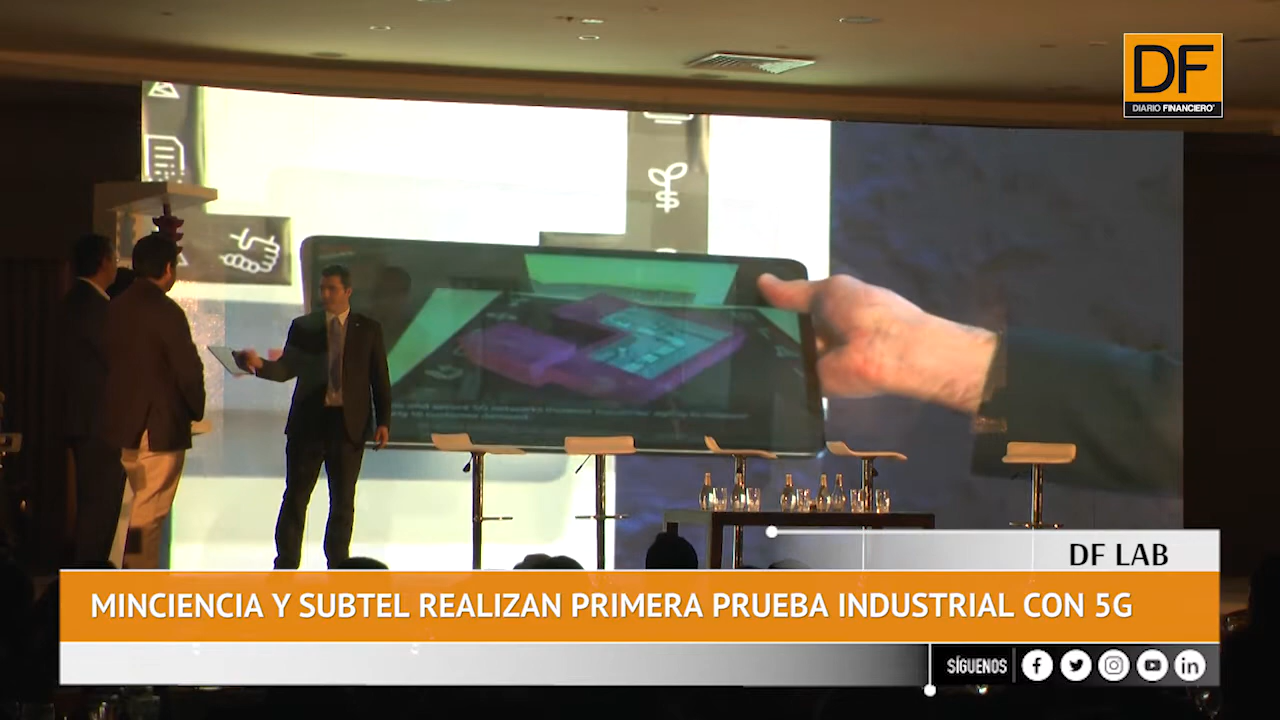 DF
DIARIO FINANCIERO
DF LAB
MINCIENCIA Y SUBTEL REALIZAN PRIMERA PRUEBA INDUSTRIAL CON 5G
SÍGUENOS